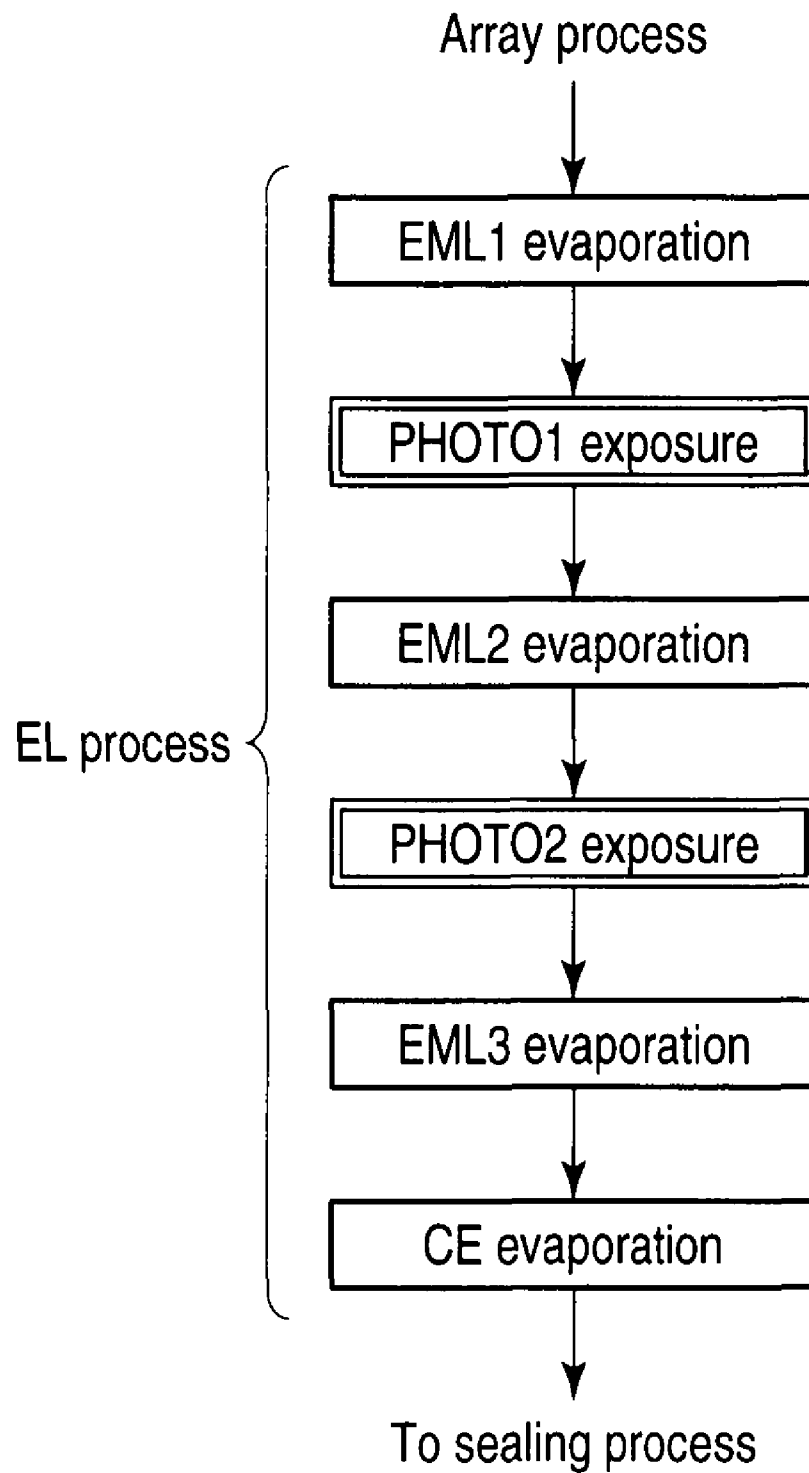 Array process
EML1 evaporation
PHOTO1 exposure
EML2 evaporation
EL process
PHOTO2 exposure
EML3 evaporation
CE evaporation
To sealing process